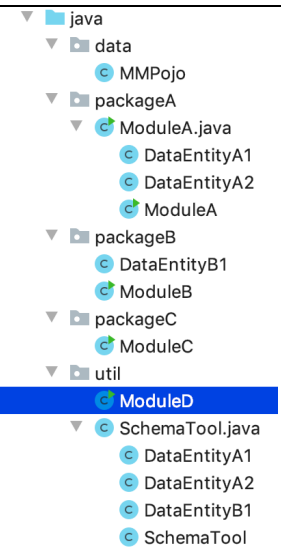 java
data
MMPojo
packageA
ModuleA.java
DataEntityA1
DataEntityA2
ModuleA
packageB
DataEntityB1
ModuleB
packageC
ModuleC
util
ModuleD
SchemaTool.java
DataEntityA1
DataEntityA2
DataEntityB1
SchemaTool